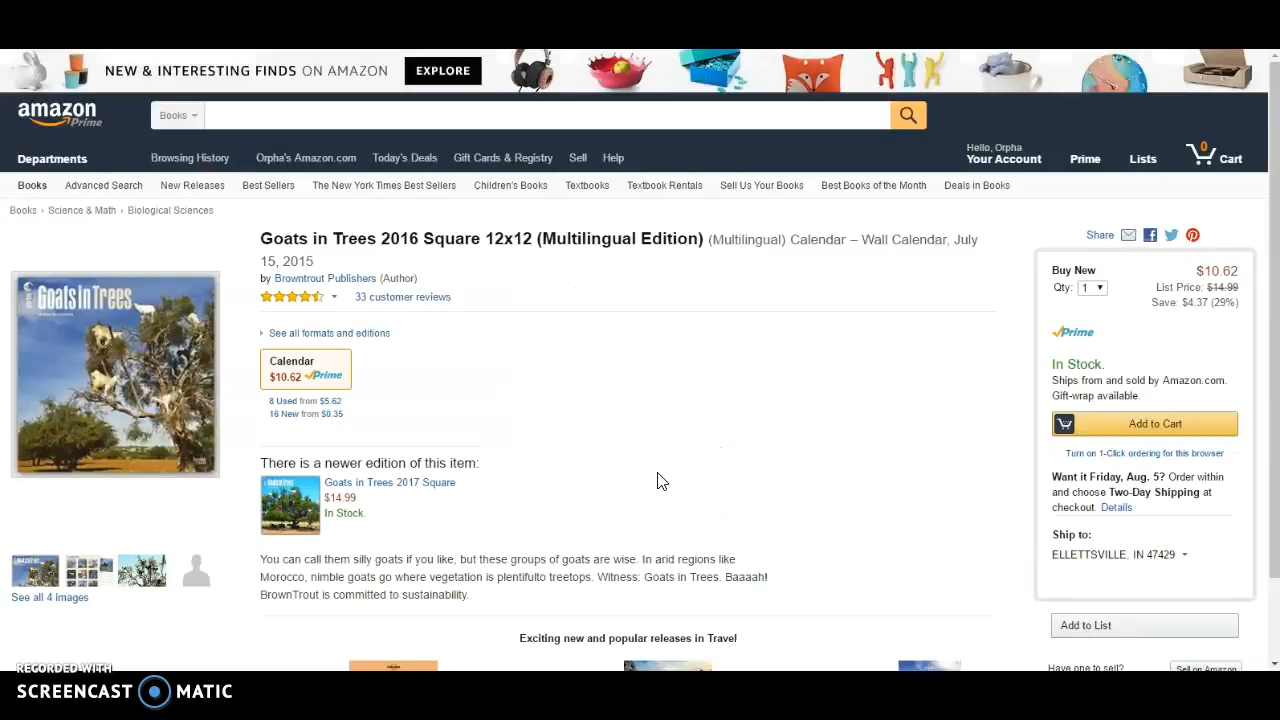 NEW & INTERESTING FINDS ON AMAZON EXPLORE
amazon
Prime
Books
Departments
Browsing History Orpha's Amazon.com Today's Deals Gift Cards & Registry Sell Help
Hello, Orpha
Your Account Prime Lists
0
Cart
Books Advanced Search New Releases Best Sellers The New York Times Best Sellers Children's Books Textbooks Textbook Rentals Sell Us Your Books Best Books of the Month Deals in Books
Books › Science & Math › Biological Sciences
Goats in Trees
Goats in Trees 2016 Square 12x12 (Multilingual Edition) (Multilingual) Calendar – Wall Calendar, July
15, 2015
by Browntrout Publishers (Author)
33 customer reviews
See all formats and editions
Calendar
$10.62 Prime
8 Used from $5.62
16 New from $0.35
There is a newer edition of this item:
Goats in Trees 2017 Square
$14.99
In Stock.
You can call them silly goats if you like, but these groups of goats are wise. In arid regions like
Morocco, nimble goats go where vegetation is plentifulto treetops. Witness: Goats in Trees. Baaaah!
BrownTrout is committed to sustainability.
See all 4 images
Exciting new and popular releases in Travel
Share
Buy New $10.62
Qty: 1 List Price: $14.99
Save: $4.37 (29%)
Prime
In Stock.
Ships from and sold by Amazon.com.
Gift-wrap available.
Add to Cart
Turn on 1-Click ordering for this browser
Want it Friday, Aug. 5? Order within
and choose Two-Day Shipping at
checkout. Details
Ship to:
ELLETTSVILLE, IN 47429
Add to List
Have one to sell? Sell on Amazon
RECORDED WITH
SCREENCAST MATIC